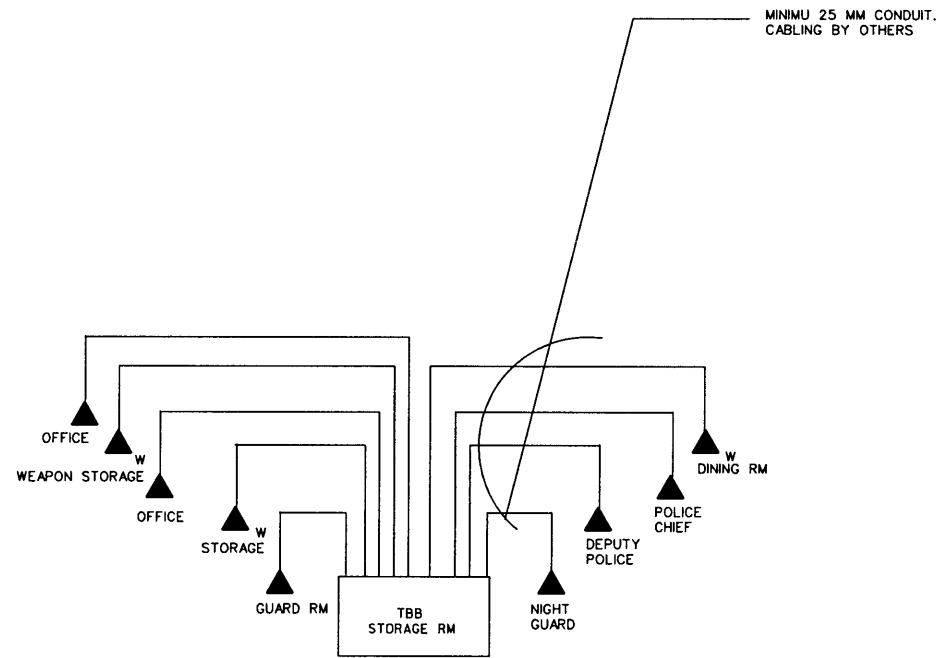 MINIMU 25 MM CONDUIT.
CABLING BY OTHERS
OFFICE
W
WEAPON STORAGE
OFFICE
W
STORAGE
GUARD RM
TBB
STORAGE RM
NIGHT
GUARD
DEPUTY
POLICE
POLICE
CHIEF
W
DINING RM